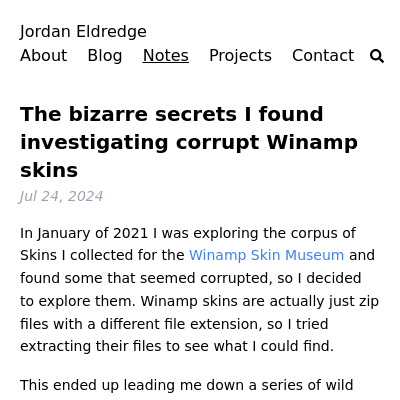 Jordan Eldredge
About Blog Notes Projects Contact
The bizarre secrets I found
investigating corrupt Winamp
skins
Jul 24, 2024
In January of 2021 I was exploring the corpus of
Skins I collected for the Winamp Skin Museum and
found some that seemed corrupted, so I decided
to explore them. Winamp skins are actually just zip
files with a different file extension, so I tried
extracting their files to see what I could find.
This ended up leading me down a series of wild